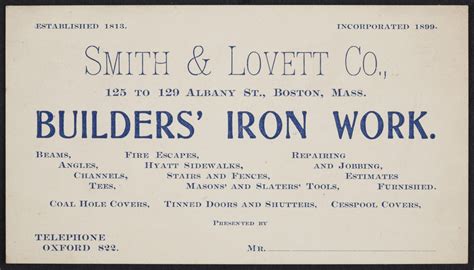 ESTABLISHED 1813. INCORPORATED 1899.
SMITH & LOVETT CO.,
125 TO 129 ALBANY ST., BOSTON, MASS.
BUILDERS' IRON WORK.
BEAMS, FIRE ESCAPES, REPAIRING
ANGLES, HYATT SIDEWALKS, AND JOBBING,
CHANNELS, STAIRS AND FENCES, ESTIMATES
TEES, MASONS' AND SLATERS' TOOLS, FURNISHED.
COAL HOLE COVERS, TINNED DOORS AND SHUTTERS, CESSPOOL COVERS,
PRESENTED BY
TELEPHONE
OXFORD 822. MR.